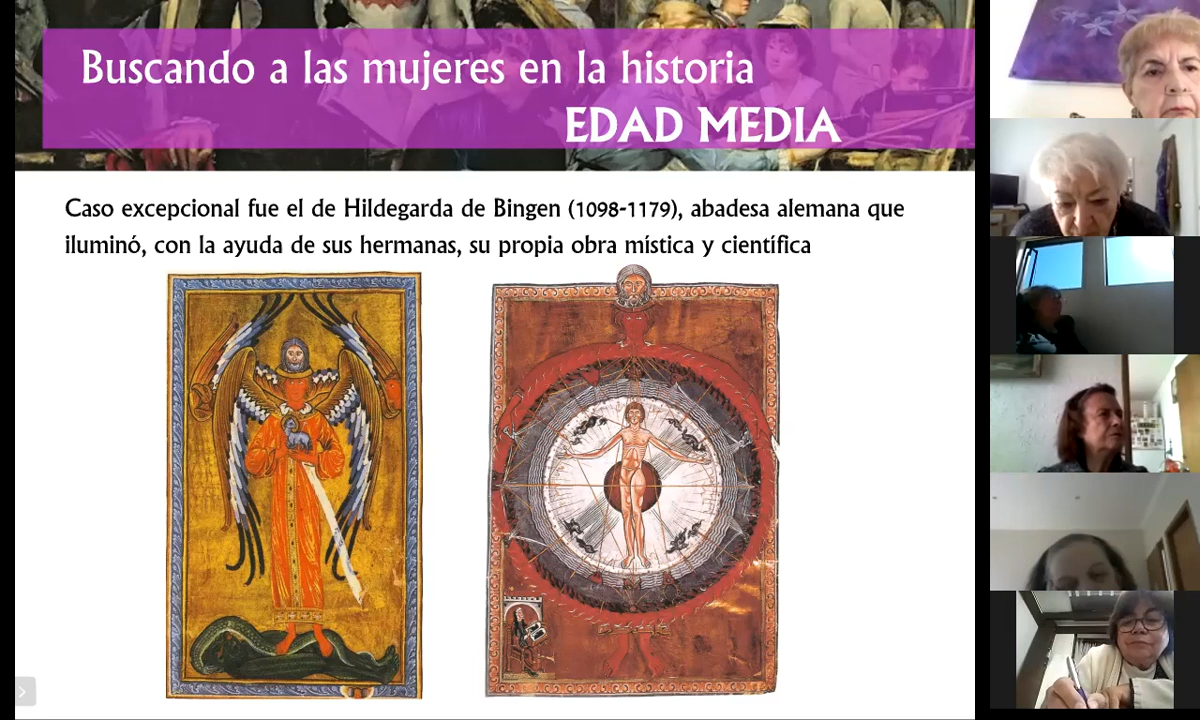 Buscando a las mujeres en la historia
EDAD MEDIA
Caso excepcional fue el de Hildegarda de Bingen (1098-1179), abadesa alemana que
iluminó, con la ayuda de sus hermanas, su propia obra mística y científica